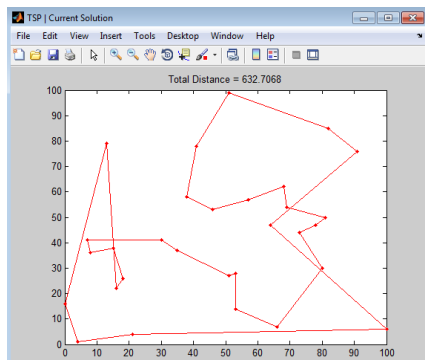 TSP | Current Solution
File Edit View Insert Tools Desktop Window Help
Total Distance = 632.7068
100
90
80
70
60
50
40
30
20
10
0
0 10 20 30 40 50 60 70 80 90 100